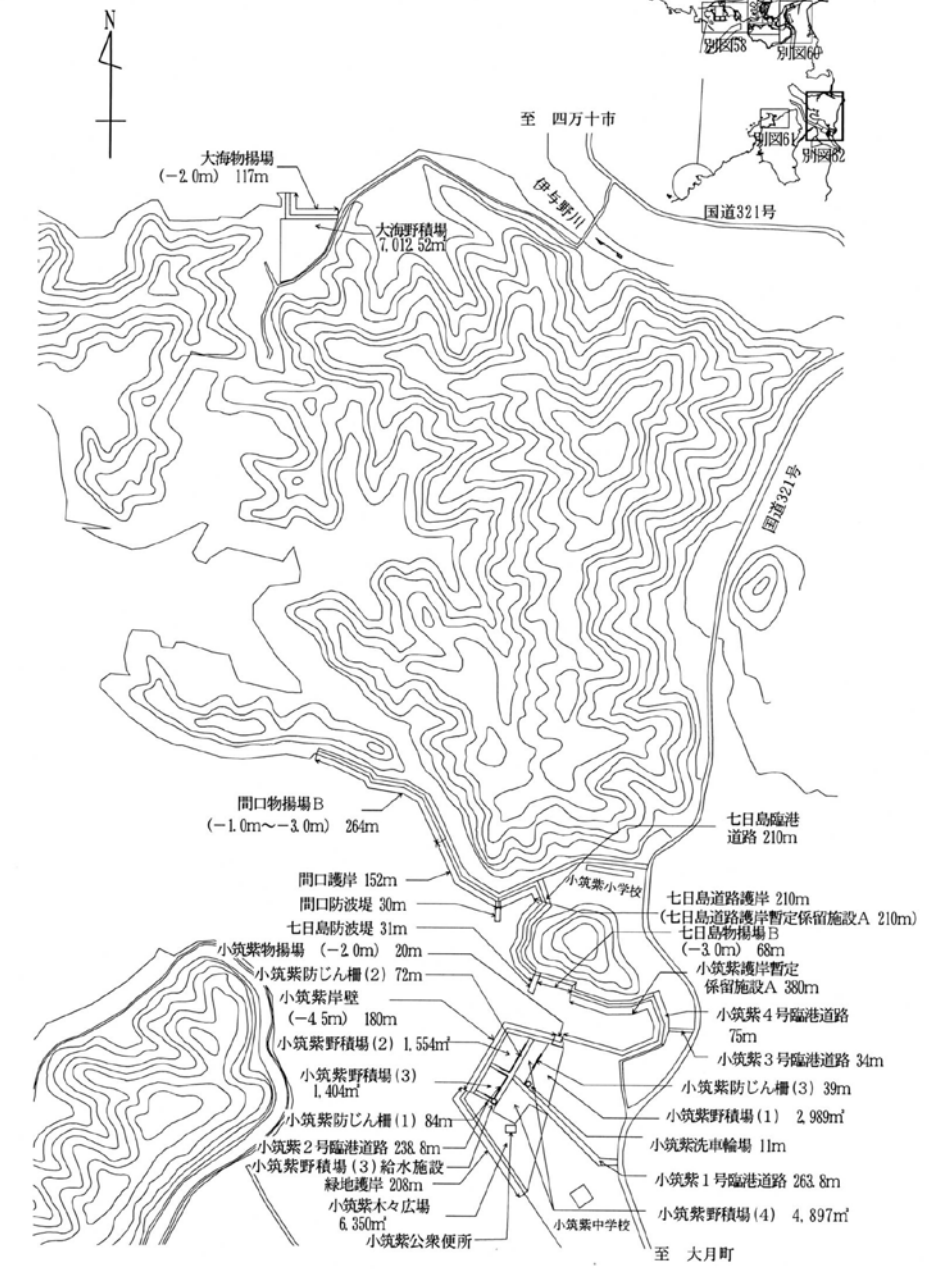 N
別図58
別図60
別図61
別図62
至 四万十市
大海物揚場
(-2.0m) 117m
伊与野川
国道321号
大海野積場
7,012.52㎡
国道321号
間口物揚場B
(-1.0m～-3.0m) 264m
七日島臨港
道路 210m
間口護岸 152m
小筑紫小学校
間口防波堤 30m
七日島道路護岸 210m
(七日島道路護岸暫定係留施設A 210m)
七日島防波堤 31m
七日島物揚場B
(-3.0m) 68m
小筑紫物揚場 (-2.0m) 20m
小筑紫防じん柵(2) 72m
小筑紫護岸暫定
係留施設A 380m
小筑紫岸壁
(-4.5m) 180m
小筑紫4号臨港道路
75m
小筑紫野積場(2) 1,554㎡
小筑紫3号臨港道路 34m
小筑紫野積場(3)
1,404㎡
小筑紫防じん柵(3) 39m
小筑紫防じん柵(1) 84m
小筑紫野積場(1) 2,989㎡
小筑紫2号臨港道路 238.8m
小筑紫洗車輪場 11m
小筑紫野積場(3)給水施設
緑地護岸 208m
小筑紫1号臨港道路 263.8m
小筑紫木々広場
6,350㎡
小筑紫野積場(4) 4,897㎡
小筑紫中学校
小筑紫公衆便所
至 大月町